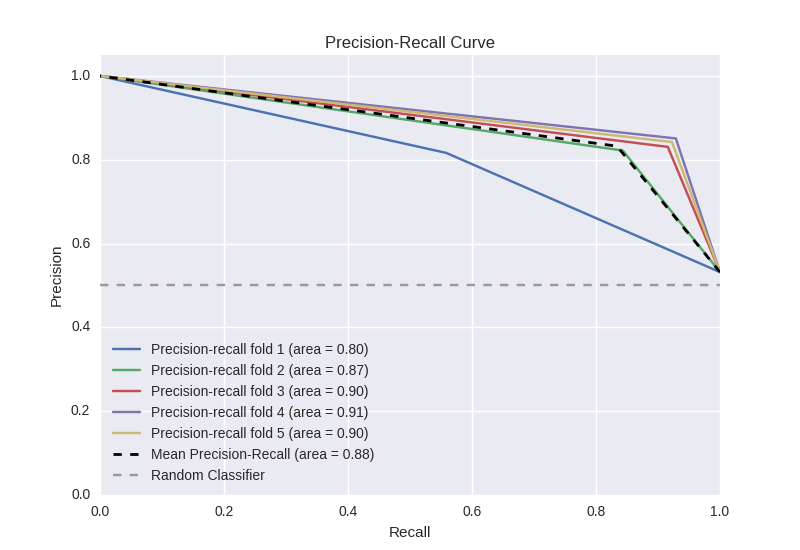 Precision-Recall Curve
1.0
0.8
0.6
0.4
0.2
0.0
Precision
Precision-recall fold 1 (area = 0.80)
Precision-recall fold 2 (area = 0.87)
Precision-recall fold 3 (area = 0.90)
Precision-recall fold 4 (area = 0.91)
Precision-recall fold 5 (area = 0.90)
Mean Precision-Recall (area = 0.88)
Random Classifier
0.0 0.2 0.4 0.6 0.8 1.0
Recall